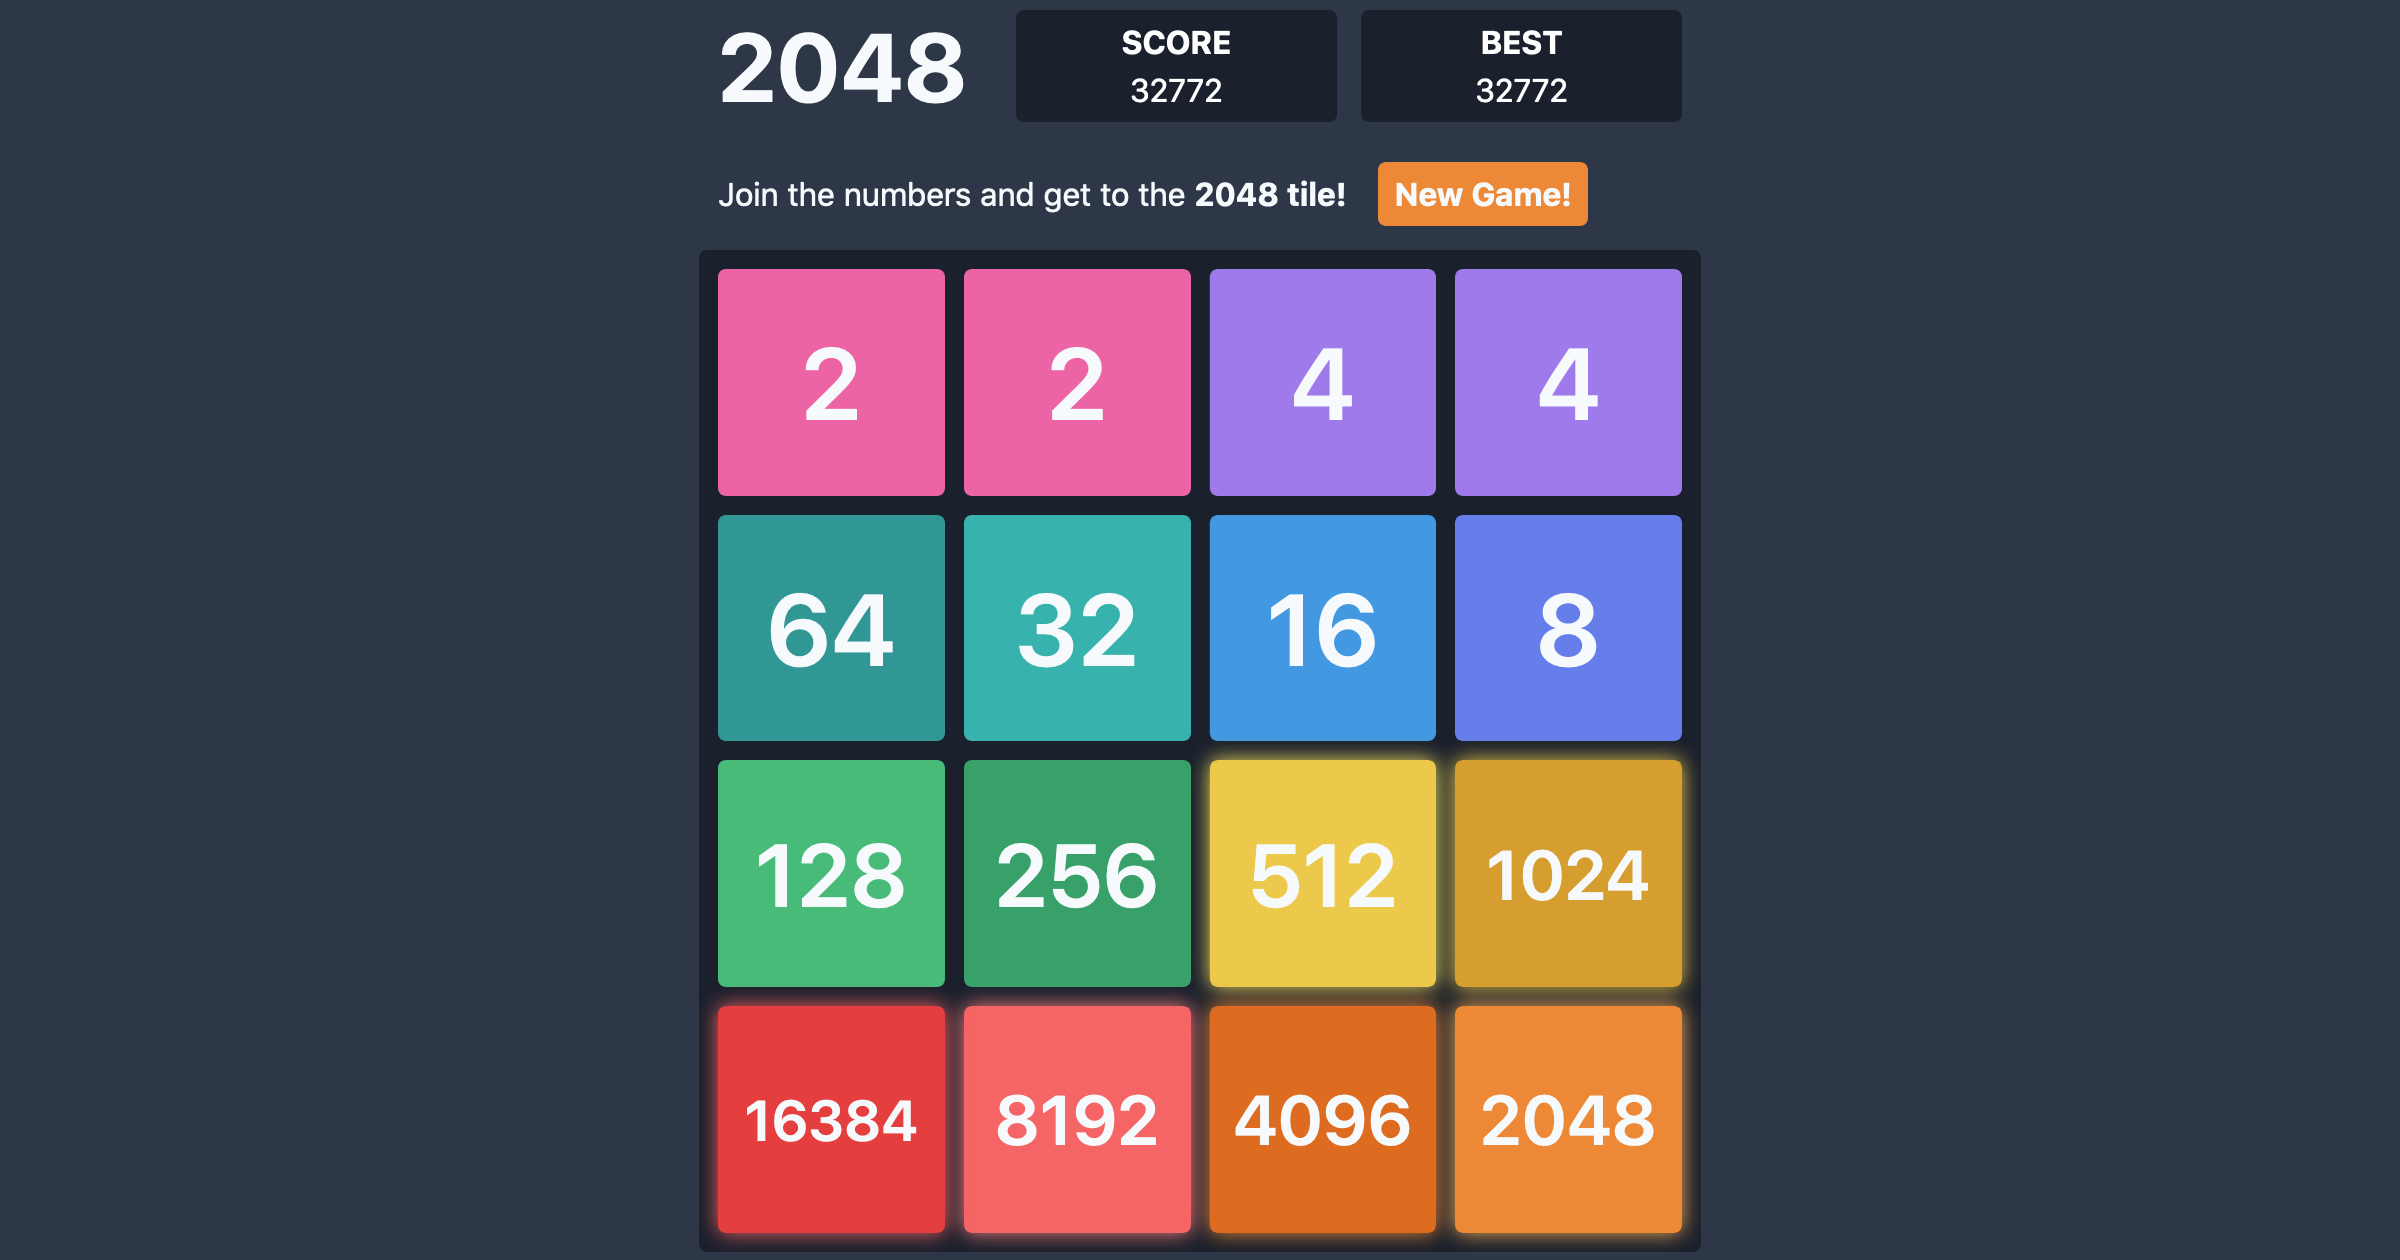 2048
SCORE
32772
BEST
32772
Join the numbers and get to the 2048 tile!
New Game!
2 2 4 4
64 32 16 8
128 256 512 1024
16384 8192 4096 2048